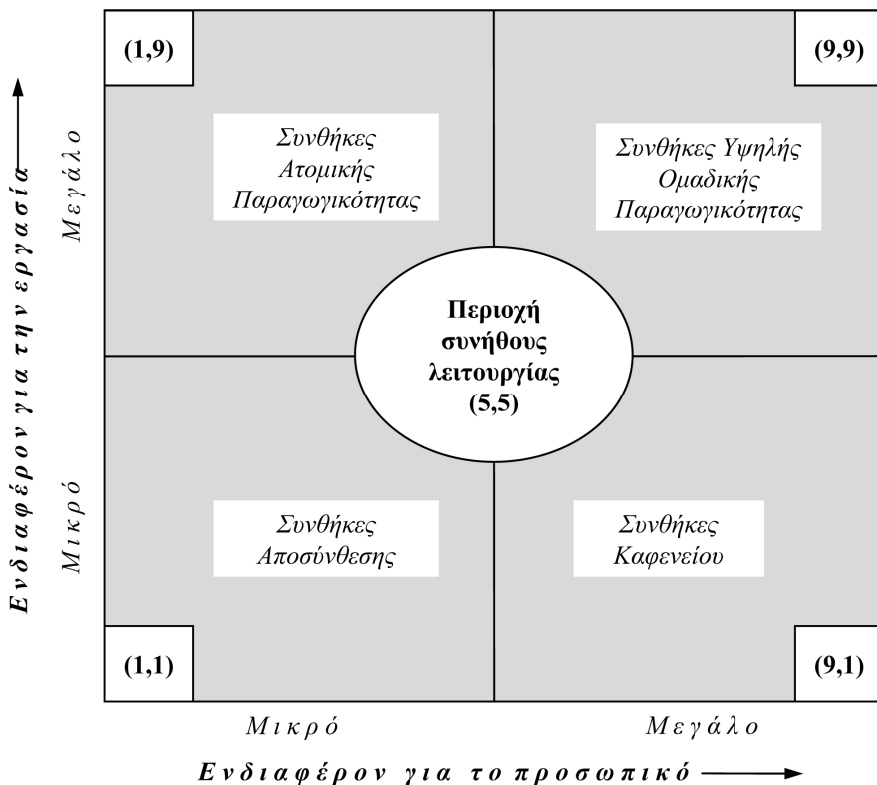 (1,9)
(9,9)
Συνθήκες
Ατομικής
Παραγωγικότητας
Συνθήκες Υψηλής
Ομαδικής
Παραγωγικότητας
Ενδιαφέρον για την εργασία
Μεγάλο
Μικρό
Περιοχή
συνήθους
λειτουργίας
(5,5)
Συνθήκες
Αποσύνθεσης
Συνθήκες
Καφενείου
(1,1)
(9,1)
Μικρό
Μεγάλο
Ενδιαφέρον για το προσωπικό